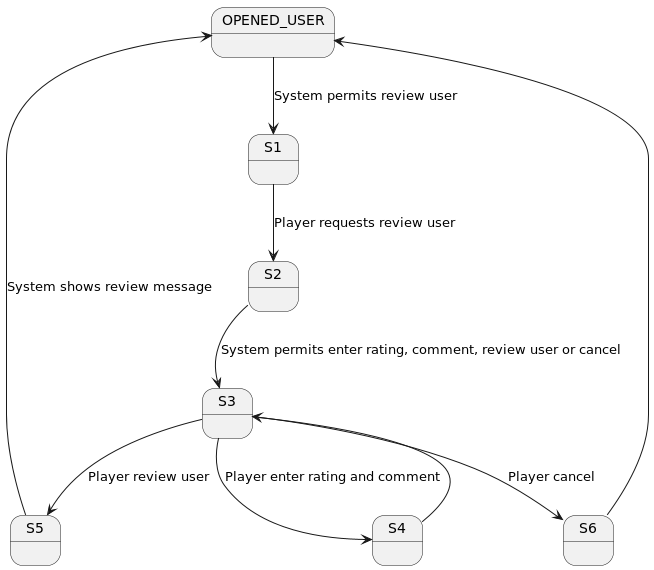 OPENED_USER
System permits review user
S1
Player requests review user
S2
System shows review message
System permits enter rating, comment, review user or cancel
S3
Player review user
Player enter rating and comment
Player cancel
S5
S4
S6